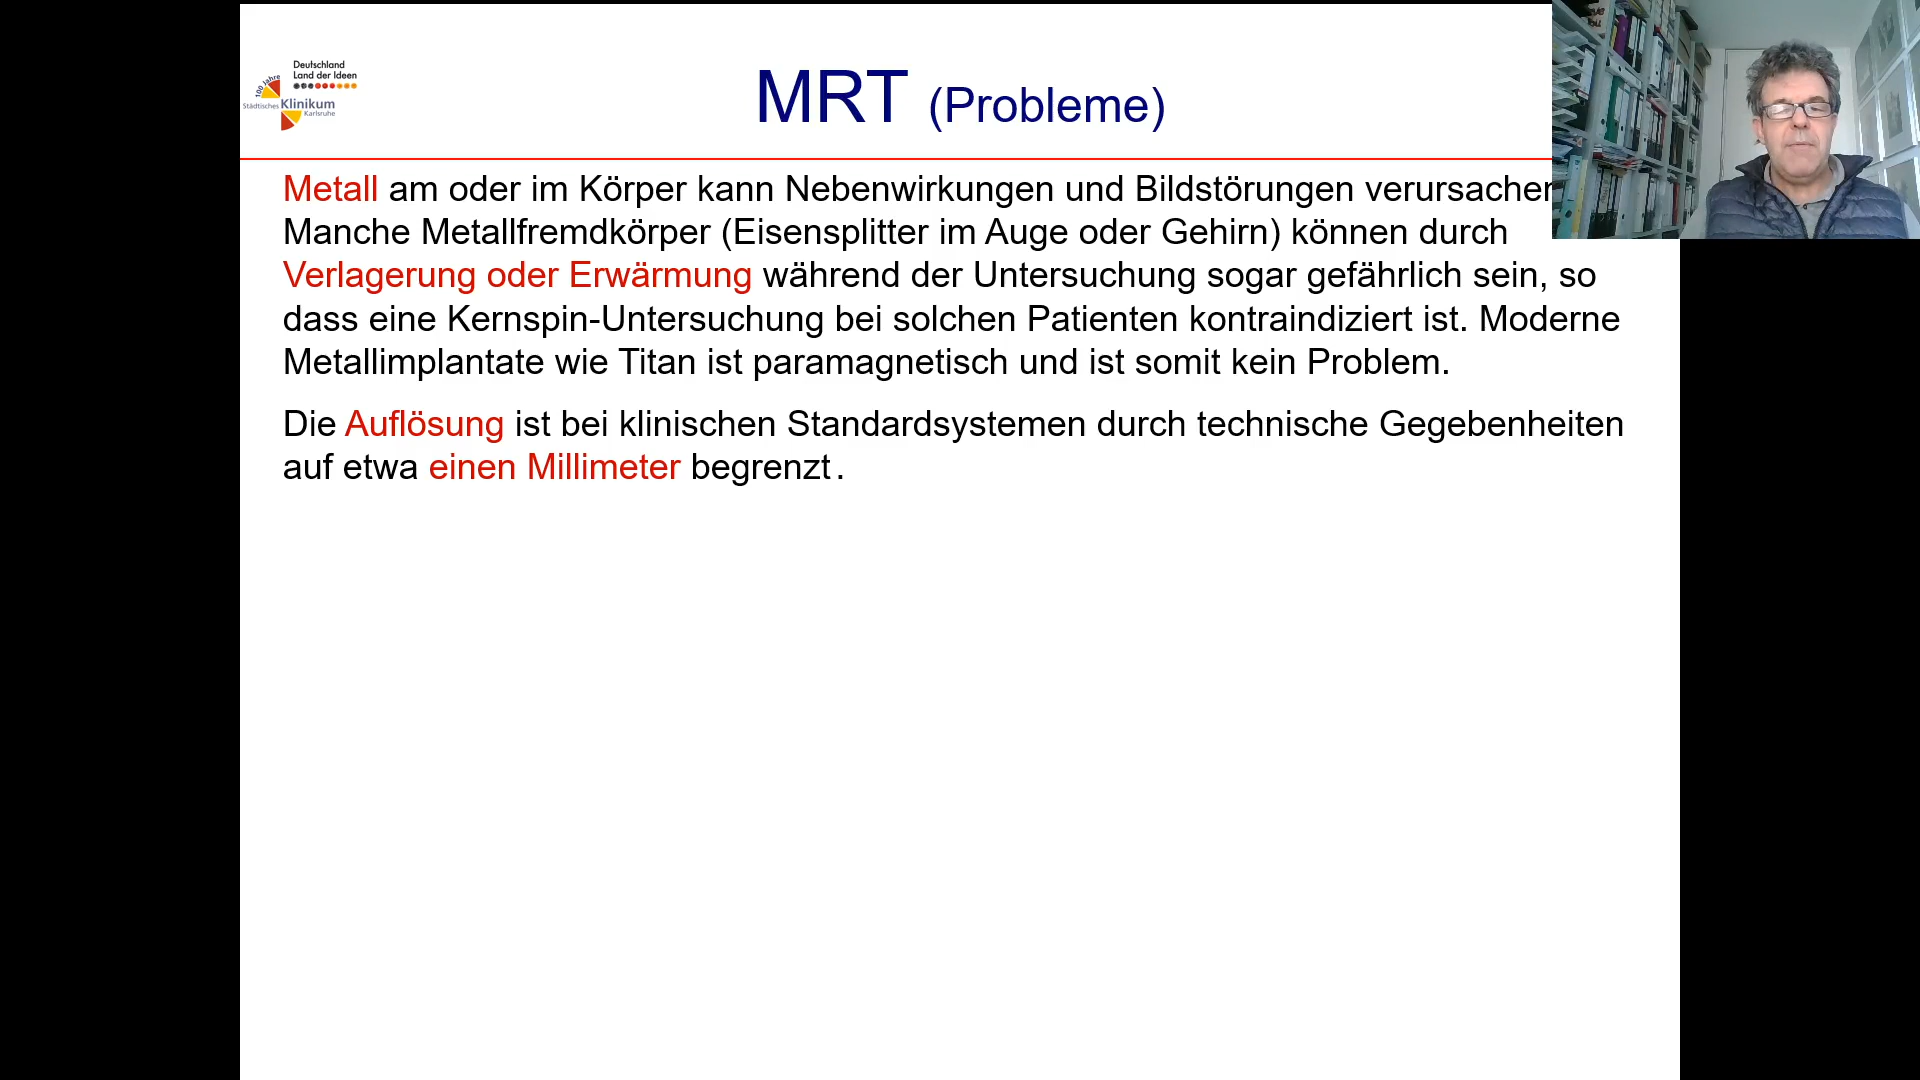 Deutschland
Land der Ideen
100 Jahre
Städtisches Klinikum
Karlsruhe
MRT (Probleme)
Metall am oder im Körper kann Nebenwirkungen und Bildstörungen verursachen
Manche Metallfremdkörper (Eisensplitter im Auge oder Gehirn) können durch
Verlagerung oder Erwärmung während der Untersuchung sogar gefährlich sein, so
dass eine Kernspin-Untersuchung bei solchen Patienten kontraindiziert ist. Moderne
Metallimplantate wie Titan ist paramagnetisch und ist somit kein Problem.
Die Auflösung ist bei klinischen Standardsystemen durch technische Gegebenheiten
auf etwa einen Millimeter begrenzt.